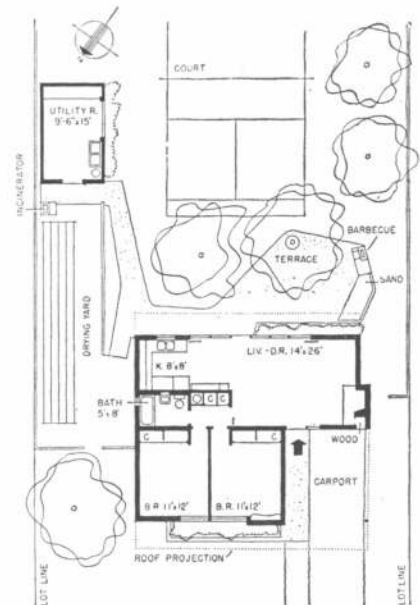 COURT
UTILITY R.
9'-6"x15'
INCINERATOR
BARBECUE
TERRACE
SAND
DRYING YARD
K. 8'x8'
LIV. - D.R. 14'x26'
BATH
5'x8'
C
C
C
C
WOOD
B.R. 11'x12'
B.R. 11'x12'
CARPORT
ROOF PROJECTION
LOT LINE
LOT LINE